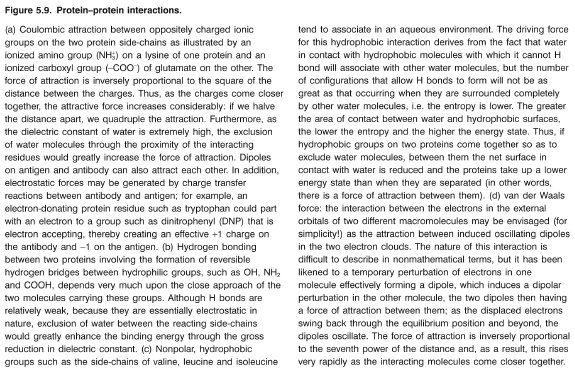 Figure 5.9. Protein–protein interactions.
(a) Coulombic attraction between oppositely charged ionic
groups on the two protein side-chains as illustrated by an
ionized amino group (NH₃⁺) on a lysine of one protein and an
ionized carboxyl group (–COO⁻) of glutamate on the other. The
force of attraction is inversely proportional to the square of the
distance between the charges. Thus, as the charges come closer
together, the attractive force increases considerably: if we halve
the distance apart, we quadruple the attraction. Furthermore, as
the dielectric constant of water is extremely high, the exclusion
of water molecules through the proximity of the interacting
residues would greatly increase the force of attraction. Dipoles
on antigen and antibody can also attract each other. In addition,
electrostatic forces may be generated by charge transfer
reactions between antibody and antigen; for example, an
electron-donating protein residue such as tryptophan could part
with an electron to a group such as dinitrophenyl (DNP) that is
electron accepting, thereby creating an effective +1 charge on
the antibody and −1 on the antigen. (b) Hydrogen bonding
between two proteins involving the formation of reversible
hydrogen bridges between hydrophilic groups, such as OH, NH₂
and COOH, depends very much upon the close approach of the
two molecules carrying these groups. Although H bonds are
relatively weak, because they are essentially electrostatic in
nature, exclusion of water between the reacting side-chains
would greatly enhance the binding energy through the gross
reduction in dielectric constant. (c) Nonpolar, hydrophobic
groups such as the side-chains of valine, leucine and isoleucine
tend to associate in an aqueous environment. The driving force
for this hydrophobic interaction derives from the fact that water
in contact with hydrophobic molecules with which it cannot H
bond will associate with other water molecules, but the number
of configurations that allow H bonds to form will not be as
great as that occurring when they are surrounded completely
by other water molecules, i.e. the entropy is lower. The greater
the area of contact between water and hydrophobic surfaces,
the lower the entropy and the higher the energy state. Thus, if
hydrophobic groups on two proteins come together so as to
exclude water molecules, between them the net surface in
contact with water is reduced and the proteins take up a lower
energy state than when they are separated (in other words,
there is a force of attraction between them). (d) van der Waals
force: the interaction between the electrons in the external
orbitals of two different macromolecules may be envisaged (for
simplicity!) as the attraction between induced oscillating dipoles
in the two electron clouds. The nature of this interaction is
difficult to describe in nonmathematical terms, but it has been
likened to a temporary perturbation of electrons in one
molecule effectively forming a dipole, which induces a dipolar
perturbation in the other molecule, the two dipoles then having
a force of attraction between them; as the displaced electrons
swing back through the equilibrium position and beyond, the
dipoles oscillate. The force of attraction is inversely proportional
to the seventh power of the distance and, as a result, this rises
very rapidly as the interacting molecules come closer together.